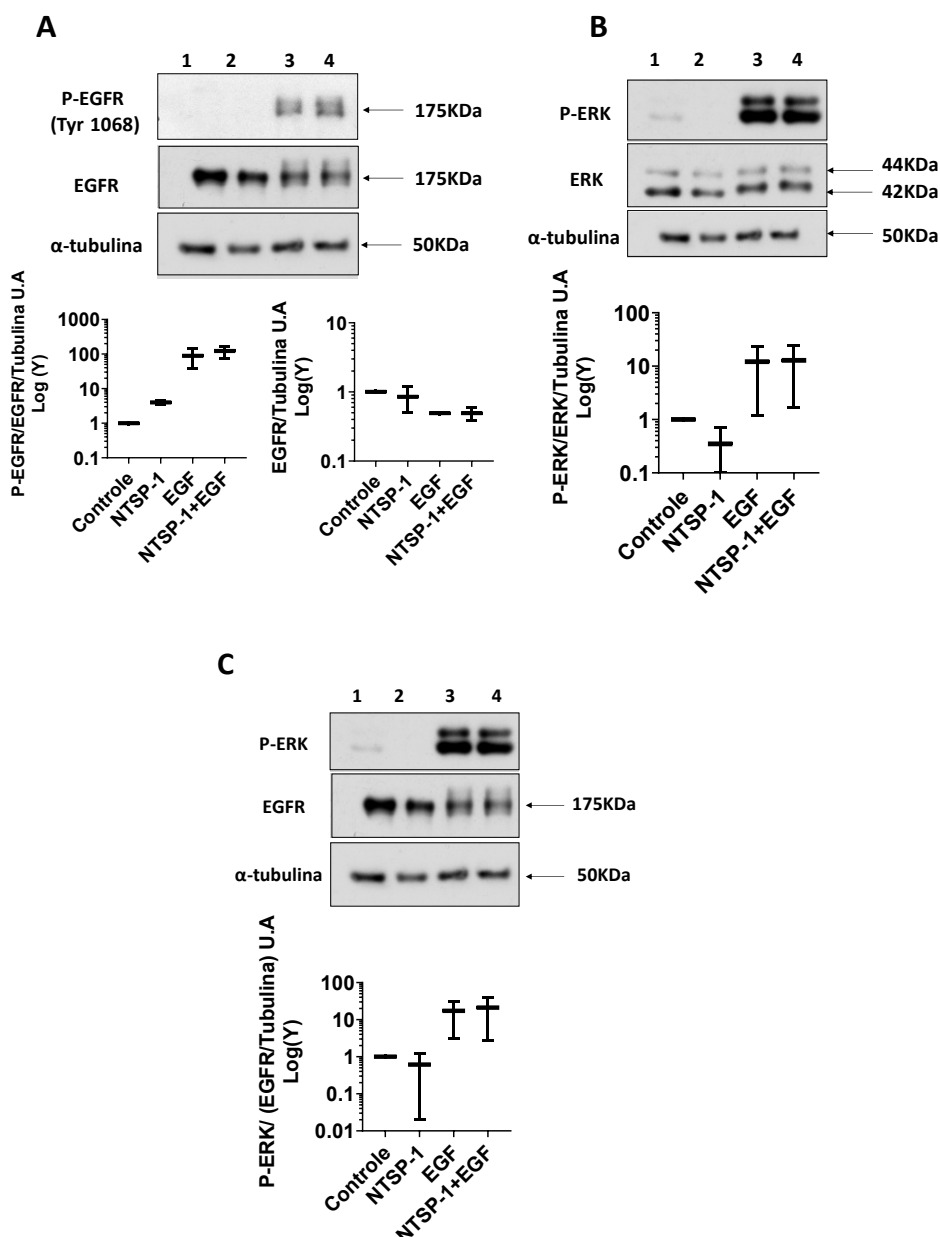 A
1 2 3 4
P-EGFR
(Tyr 1068)
175KDa
EGFR
175KDa
α-tubulina
50KDa
P-EGFR/EGFR/Tubulina U.A
Log (Y)
1000
100
10
1
0.1
Controle
NTSP-1
EGF
NTSP-1+EGF
EGFR/Tubulina U.A
Log(Y)
10
1
0.1
Controle
NTSP-1
EGF
NTSP-1+EGF
B
1 2 3 4
P-ERK
ERK
44KDa
42KDa
α-tubulina
50KDa
P-ERK/ERK/Tubulina U.A
Log(Y)
100
10
1
0.1
Controle
NTSP-1
EGF
NTSP-1+EGF
C
1 2 3 4
P-ERK
EGFR
175KDa
α-tubulina
50KDa
P-ERK/ (EGFR/Tubulina) U.A
Log(Y)
100
10
1
0.1
0.01
Controle
NTSP-1
EGF
NTSP-1+EGF